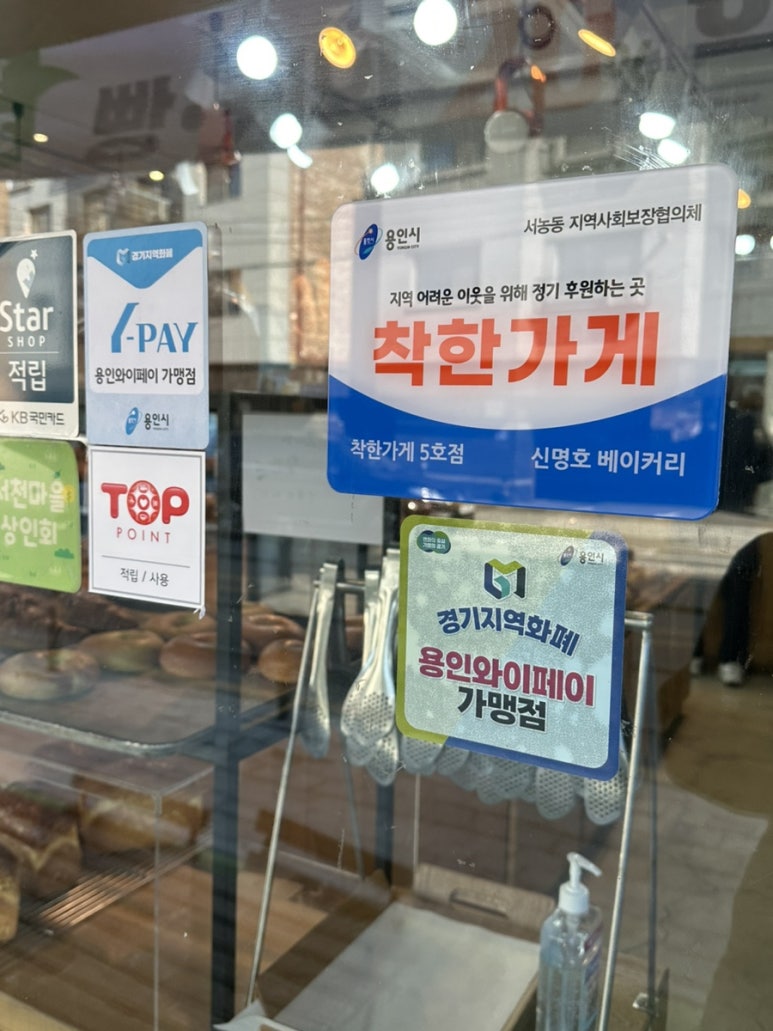 Star
SHOP
적립
KB국민카드
경기지역화폐
Y-PAY
용인와이페이 가맹점
용인시
YONGIN CITY
서천마을
상인회
TOP
POINT
적립 / 사용
용인시
YONGIN CITY
서농동 지역사회보장협의체
지역 어려운 이웃을 위해 정기 후원하는 곳
착한가게
착한가게 5호점
신명호 베이커리
용인시
경기지역화폐
용인와이페이
가맹점
빵